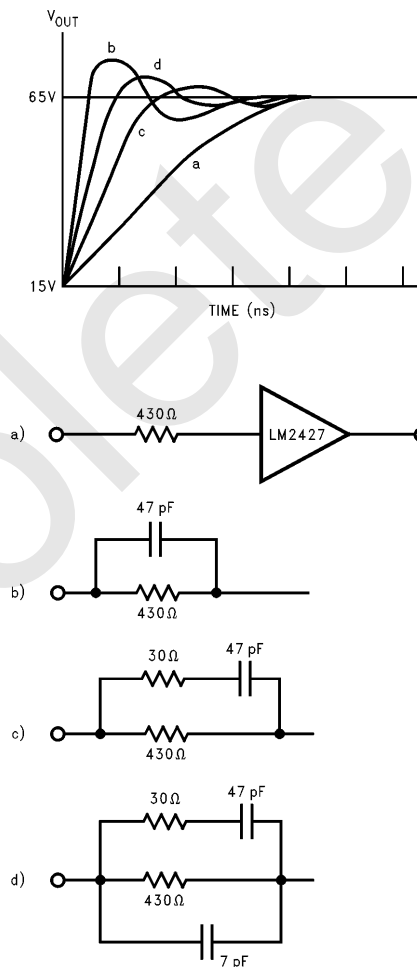 VOUT
b
d
65V
c
a
15V
TIME (ns)
a)
430Ω
LM2427
47 pF
b)
430Ω
30Ω
47 pF
c)
430Ω
30Ω
47 pF
d)
430Ω
7 pF
olete